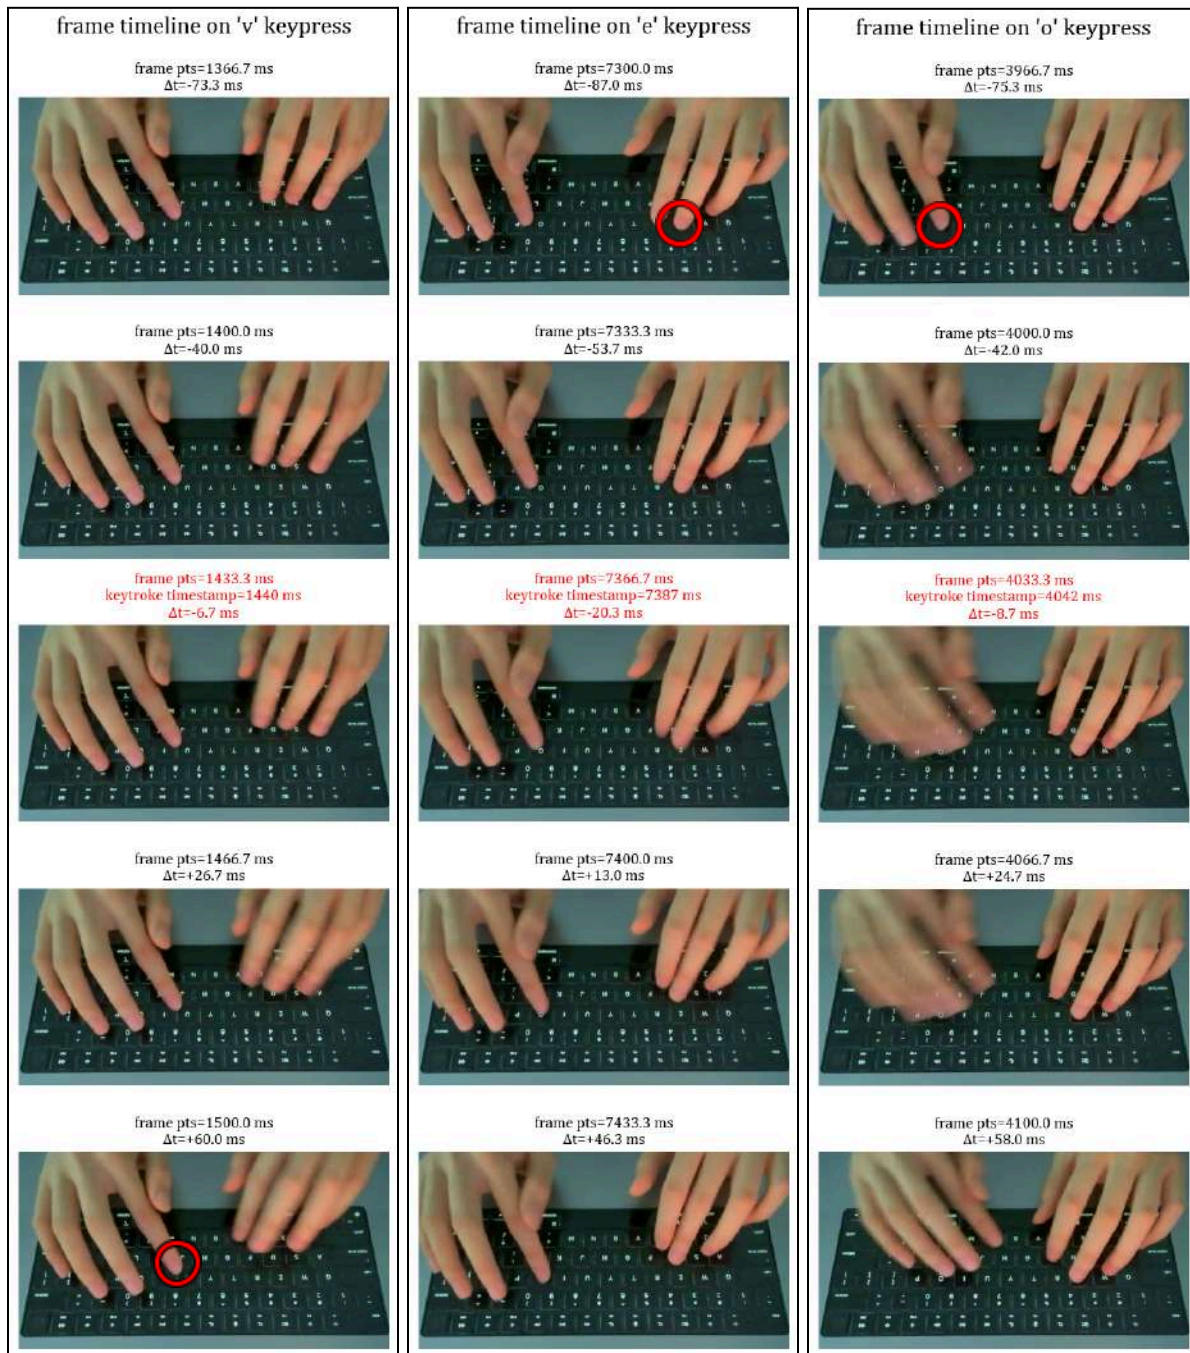 frame timeline on 'v' keypress
frame pts=1366.7 ms
Δt=-73.3 ms
frame pts=1400.0 ms
Δt=-40.0 ms
frame pts=1433.3 ms
keytroke timestamp=1440 ms
Δt=-6.7 ms
frame pts=1466.7 ms
Δt=+26.7 ms
frame pts=1500.0 ms
Δt=+60.0 ms
frame timeline on 'e' keypress
frame pts=7300.0 ms
Δt=-87.0 ms
frame pts=7333.3 ms
Δt=-53.7 ms
frame pts=7366.7 ms
keytroke timestamp=7387 ms
Δt=-20.3 ms
frame pts=7400.0 ms
Δt=+13.0 ms
frame pts=7433.3 ms
Δt=+46.3 ms
frame timeline on 'o' keypress
frame pts=3966.7 ms
Δt=-75.3 ms
frame pts=4000.0 ms
Δt=-42.0 ms
frame pts=4033.3 ms
keytroke timestamp=4042 ms
Δt=-8.7 ms
frame pts=4066.7 ms
Δt=+24.7 ms
frame pts=4100.0 ms
Δt=+58.0 ms